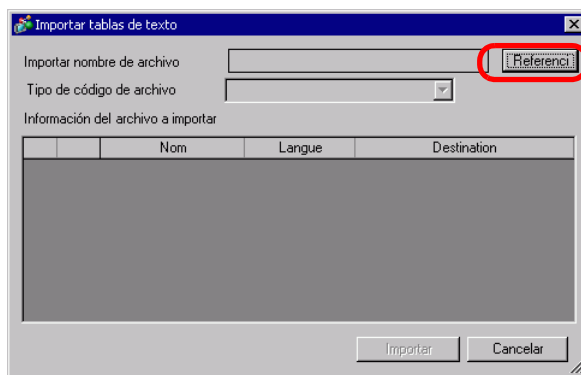 Importar tablas de texto
Importar nombre de archivo Referenci
Tipo de código de archivo
Información del archivo a importar
Nom Langue Destination
Importar Cancelar